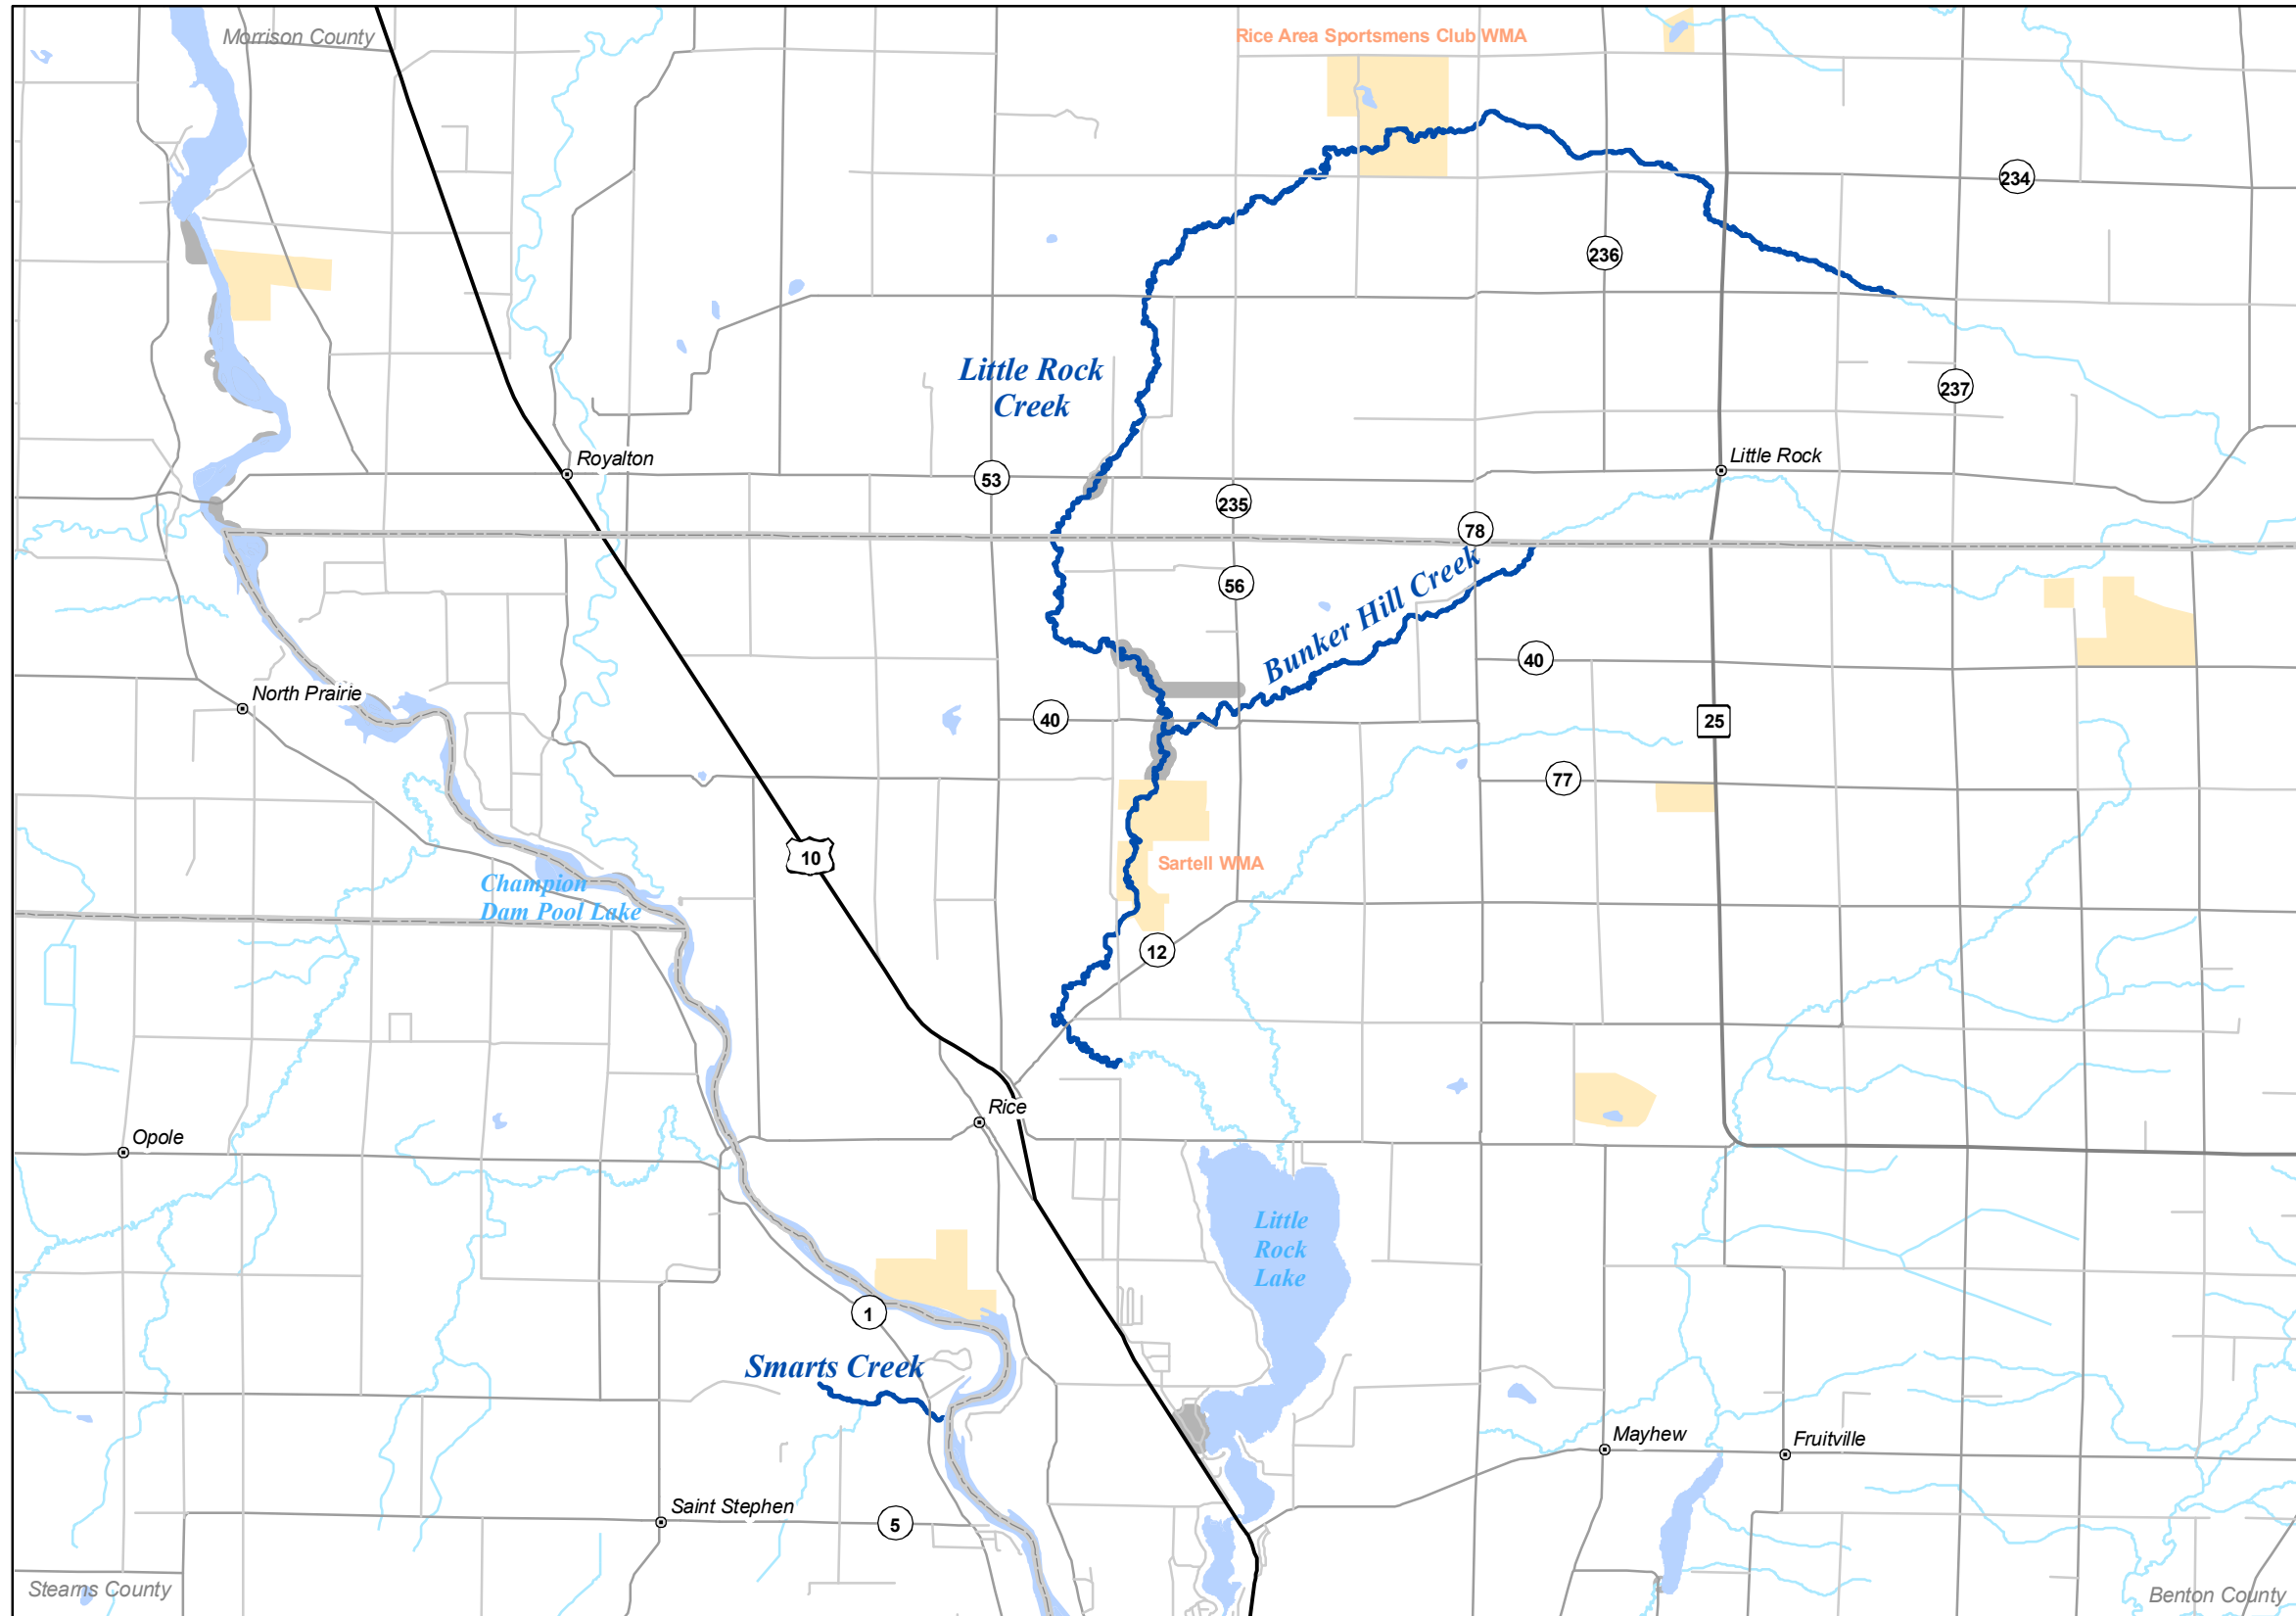 Morrison County
Rice Area Sportsmens Club WMA
234
236
Little Rock
Creek
237
Royalton
Little Rock
53
235
78
56
Bunker Hill Creek
40
North Prairie
40
25
77
10
Sartell WMA
Champion
Dam Pool Lake
12
Rice
Opole
Little
Rock
Lake
1
Smarts Creek
Mayhew
Fruitville
Saint Stephen
5
Stearns County
Benton County